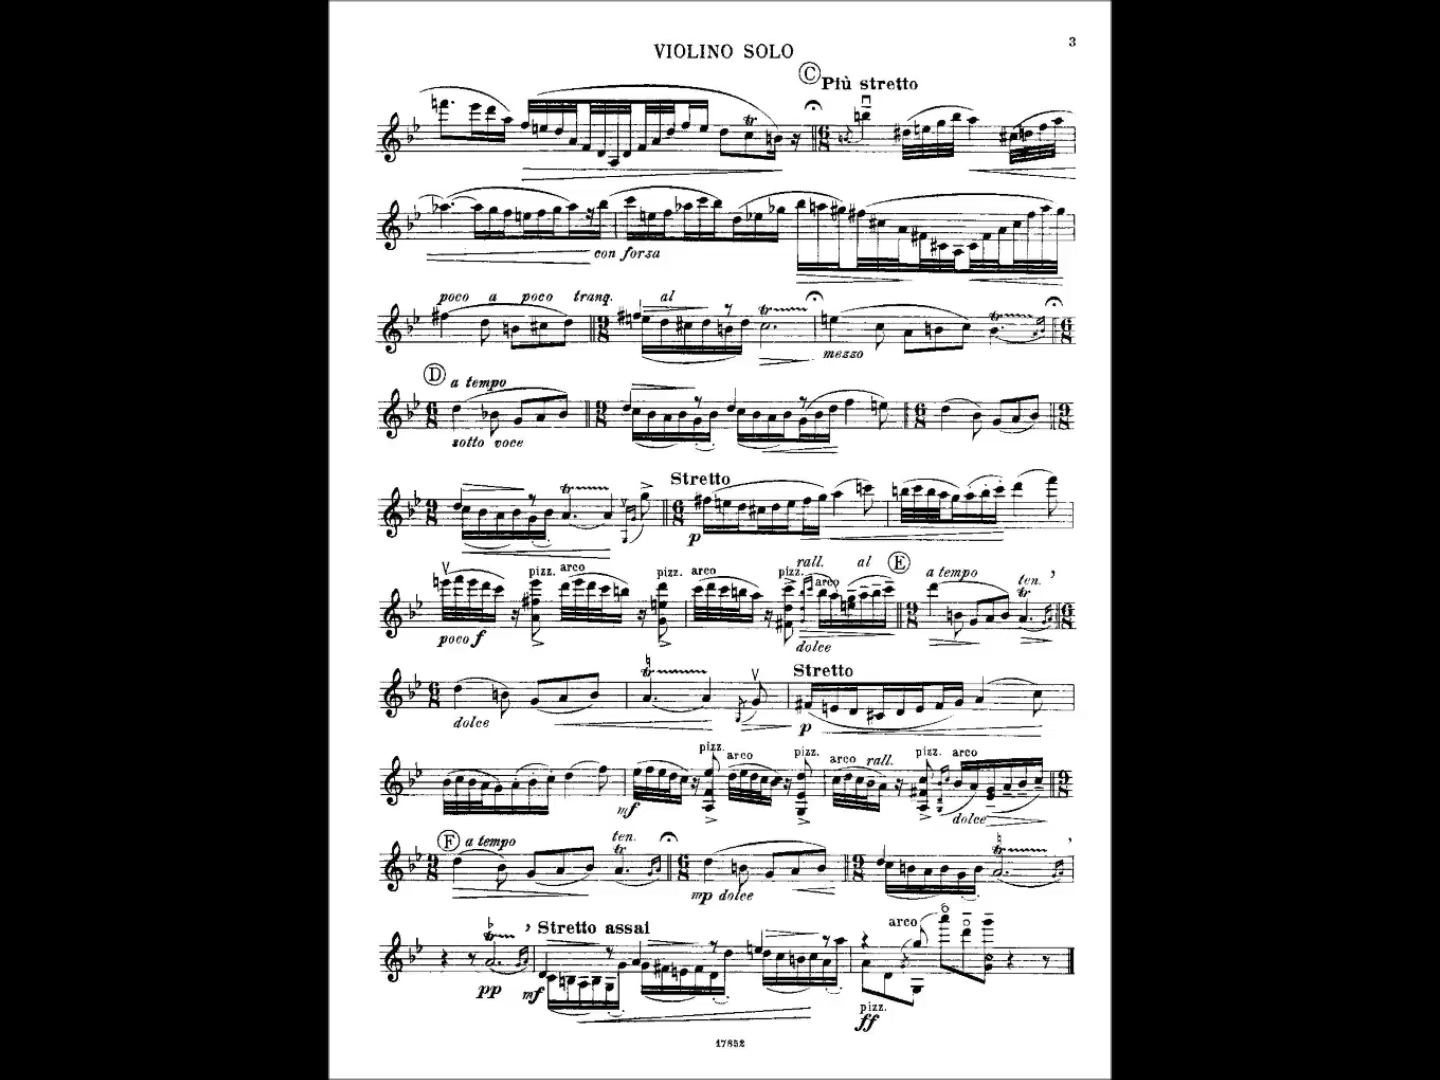 3
VIOLINO SOLO
C Più stretto
con forza
poco a poco tranq. al
mezzo
D a tempo
sotto voce
Stretto
p
rall. al E a tempo ten.
pizz. arco pizz. arco pizz. arco
poco f dolce
Stretto
dolce p
pizz. arco pizz. arco rall. pizz. arco
mf dolce
F a tempo ten.
mp dolce
Stretto assai arco
pp mf pizz.
ff
17852